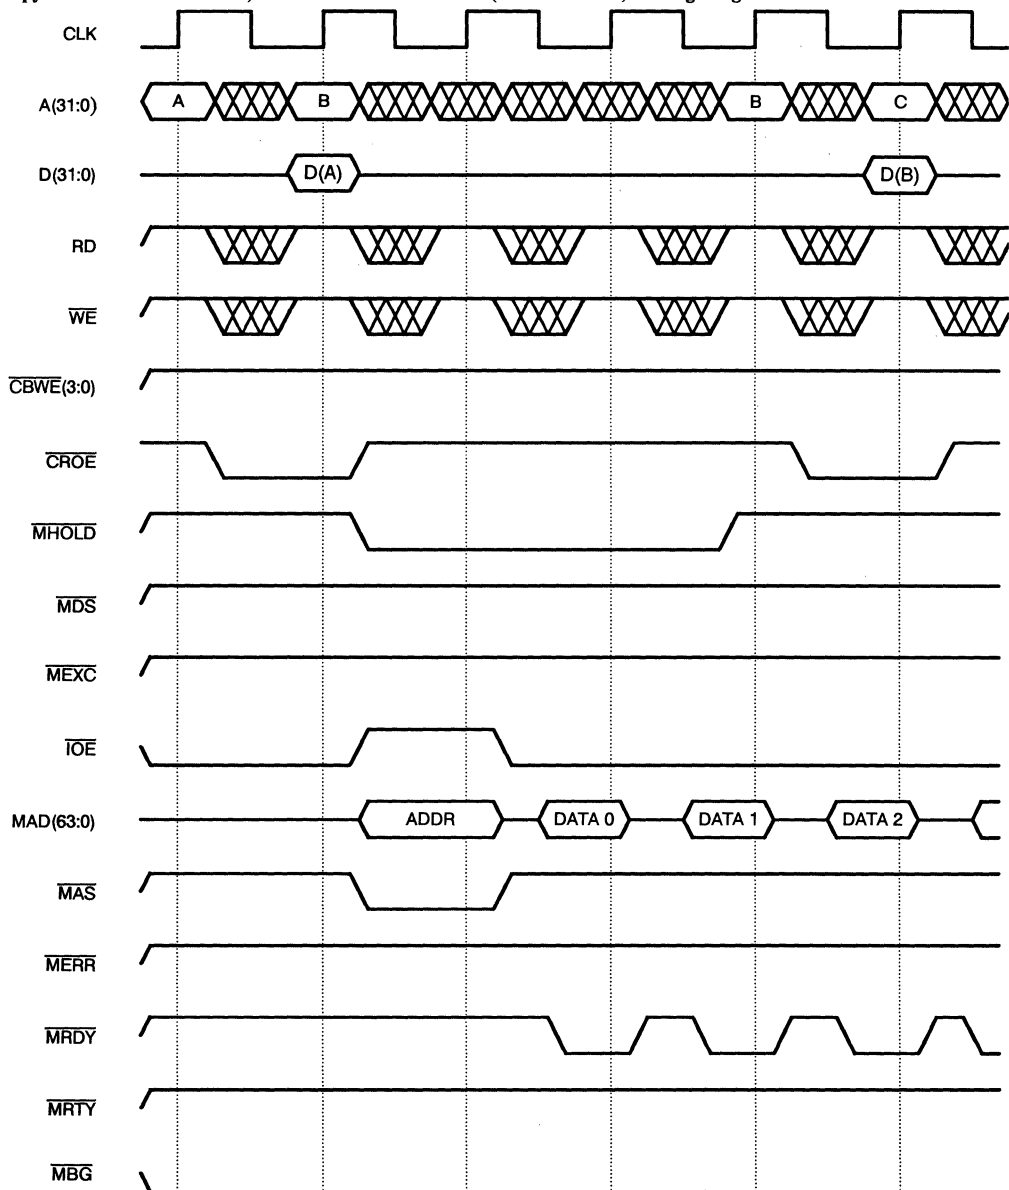 CLK
A(31:0) A B B C
D(31:0) D(A) D(B)
RD
WE
CBWE(3:0)
CROE
MHOLD
MDS
MEXC
IOE
MAD(63:0) ADDR DATA 0 DATA 1 DATA 2
MAS
MERR
MRDY
MRTY
MBG